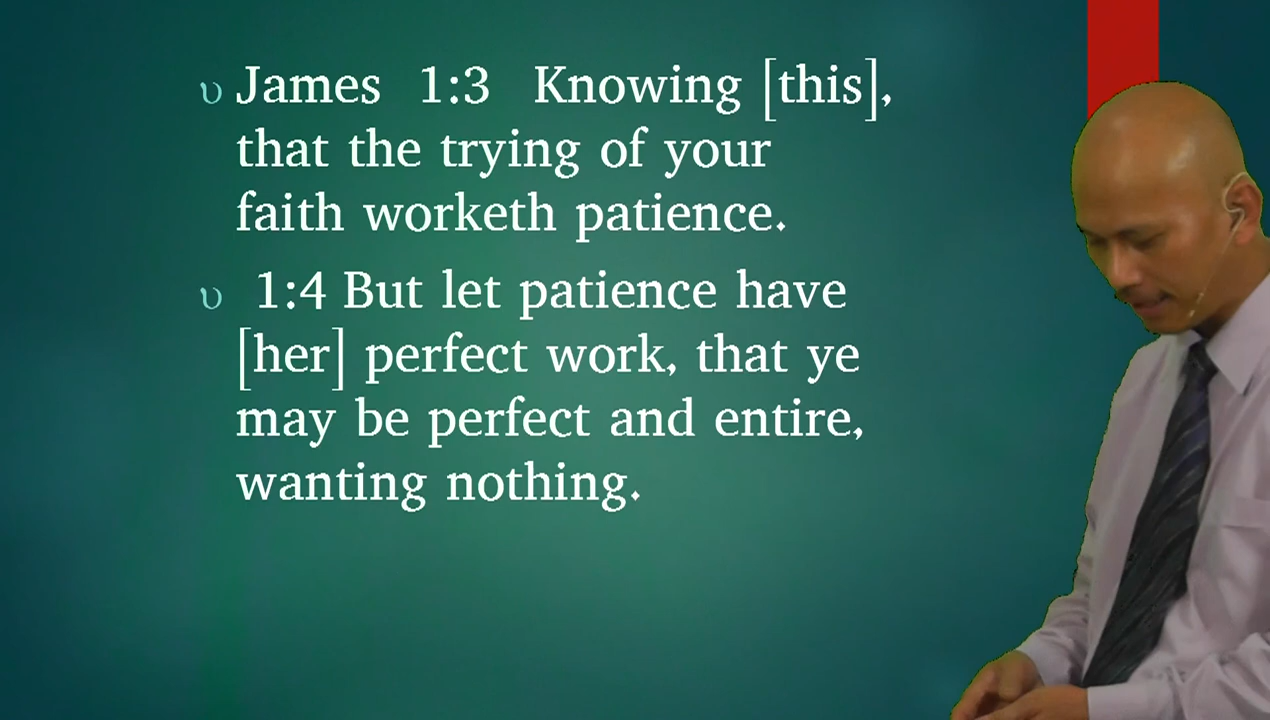 υ James 1:3 Knowing [this],
that the trying of your
faith worketh patience.
υ 1:4 But let patience have
[her] perfect work, that ye
may be perfect and entire,
wanting nothing.